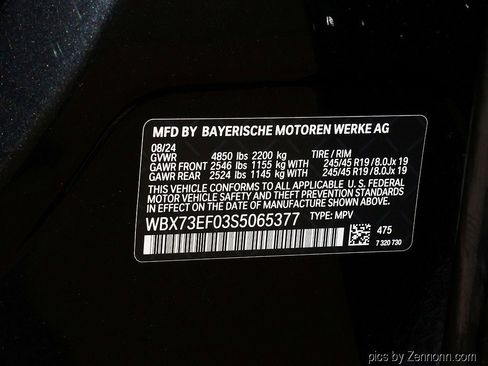 MFD BY BAYERISCHE MOTOREN WERKE AG
08/24
GVWR 4850 lbs 2200 kg TIRE / RIM
GAWR FRONT 2546 lbs 1155 kg WITH 245/45 R19 / 8.0Jx 19
GAWR REAR 2524 lbs 1145 kg WITH 245/45 R19 / 8.0Jx 19
THIS VEHICLE CONFORMS TO ALL APPLICABLE U. S. FEDERAL
MOTOR VEHICLE SAFETY AND THEFT PREVENTION STANDARDS
IN EFFECT ON THE DATE OF MANUFACTURE SHOWN ABOVE.
WBX73EF03S5065377 TYPE: MPV
475
7 320 730
pics by Zennonn.com